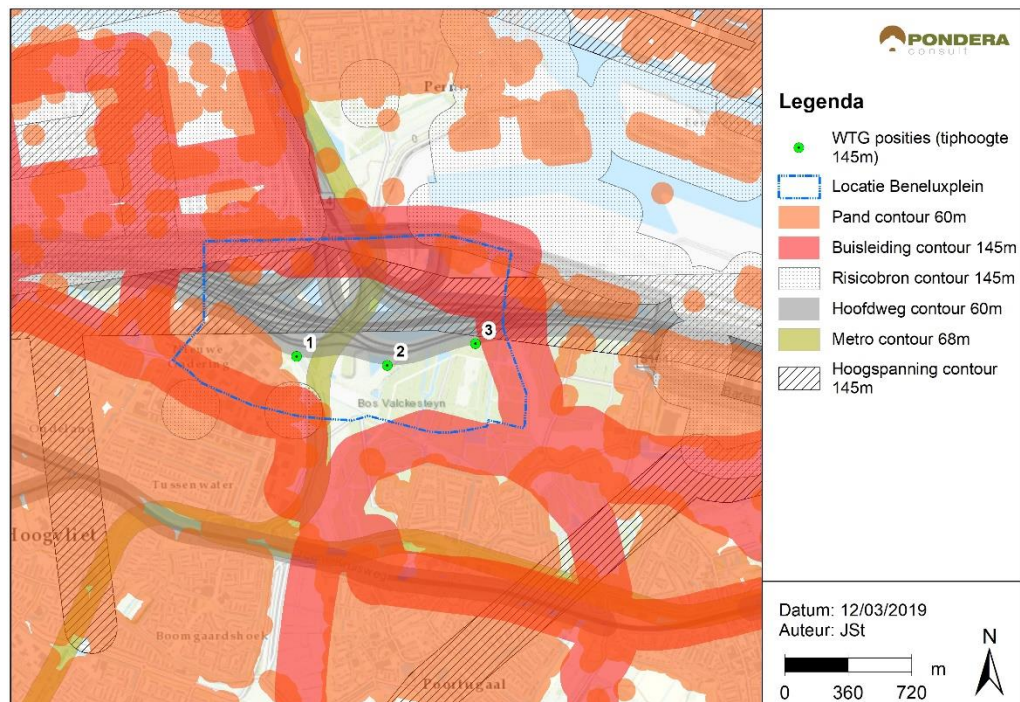 PONDERA
consult
Legenda
WTG posities (tiphoogte
145m)
Locatie Beneluxplein
Pand contour 60m
Buisleiding contour 145m
Risicobron contour 145m
Hoofdweg contour 60m
Metro contour 68m
Hoogspanning contour
145m
1
2
3
Bos Valckesteyn
Tussenwater
Hoogvliet
Boomgaardshoek
Poortugaal
Datum: 12/03/2019
Auteur: JSt
N
m
0 360 720